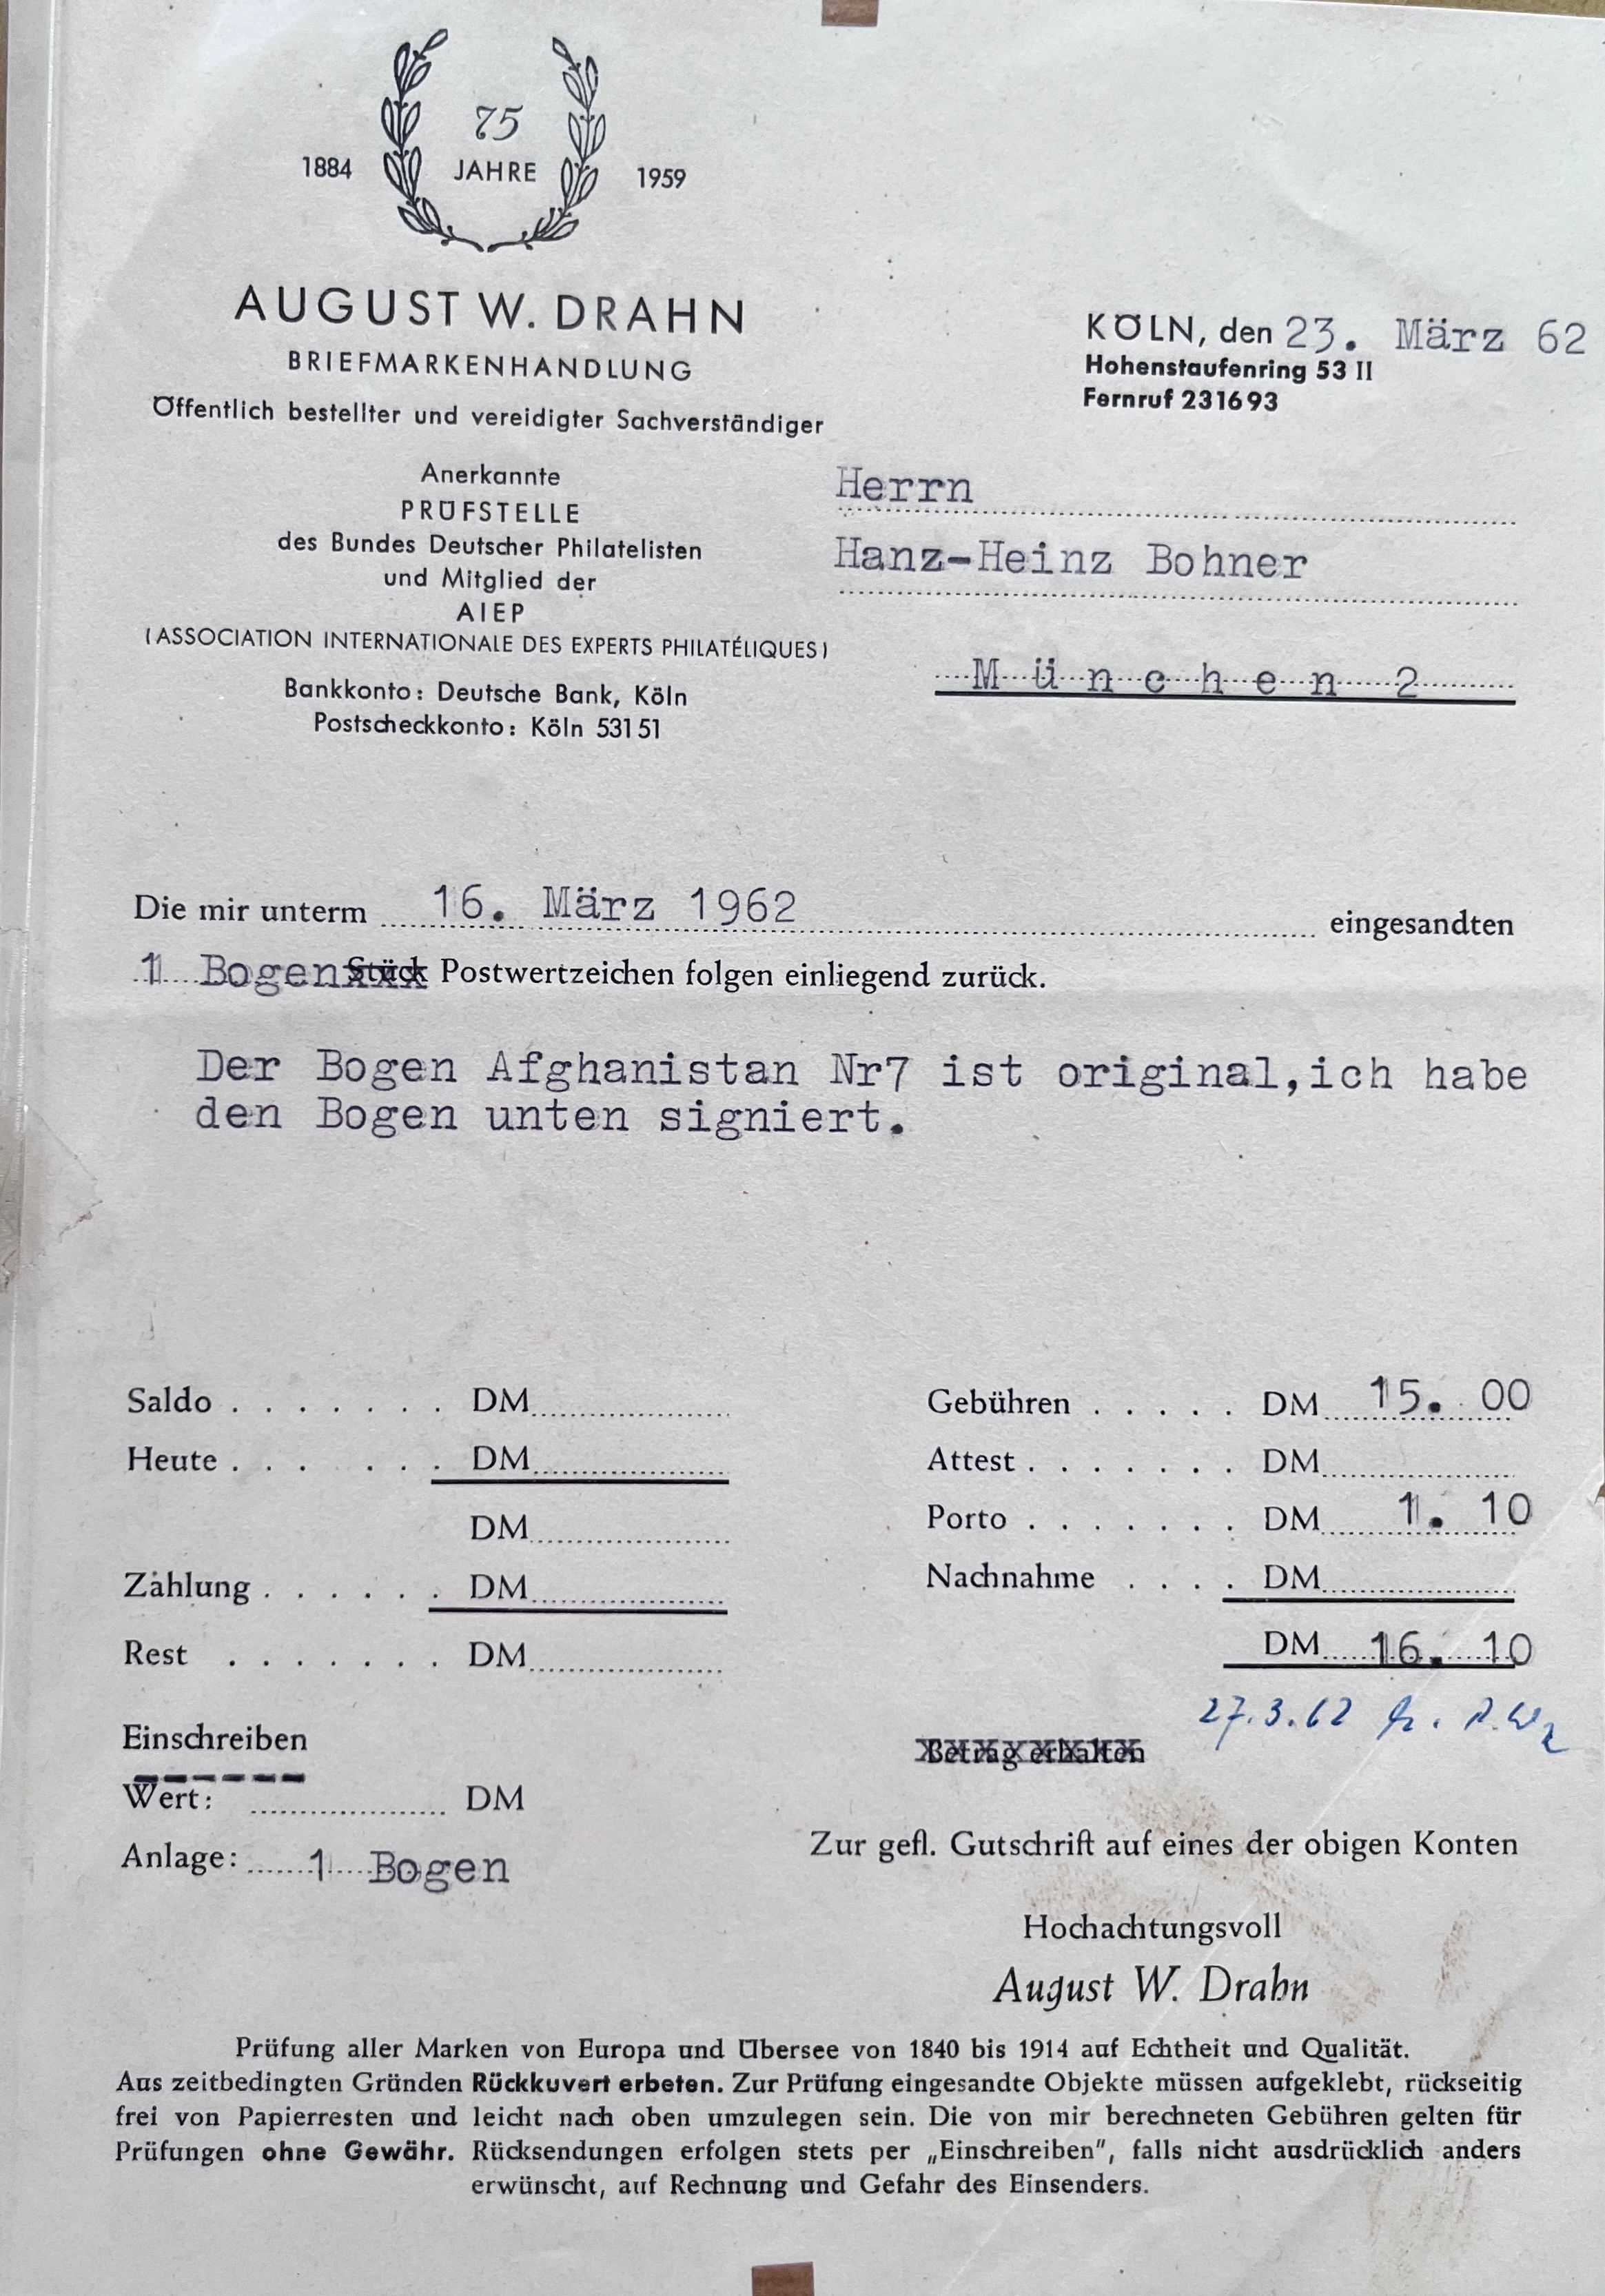 75
1884 JAHRE 1959
AUGUST W. DRAHN
BRIEFMARKENHANDLUNG
Öffentlich bestellter und vereidigter Sachverständiger
Anerkannte
PRÜFSTELLE
des Bundes Deutscher Philatelisten
und Mitglied der
AIEP
(ASSOCIATION INTERNATIONALE DES EXPERTS PHILATÉLIQUES)
Bankkonto: Deutsche Bank, Köln
Postscheckkonto: Köln 53151
KÖLN, den 23. März 62
Hohenstaufenring 53 II
Fernruf 231693
Herrn
Hanz-Heinz Bohner
M ü n c h e n 2
Die mir unterm 16. März 1962 eingesandten
1 Bogen Stück Postwertzeichen folgen einliegend zurück.
Der Bogen Afghanistan Nr7 ist original,ich habe
den Bogen unten signiert.
Saldo . . . . . . . DM
Heute . . . . . . DM
DM
Zahlung . . . . . . DM
Rest . . . . . . . DM
Gebühren . . . . . DM 15. 00
Attest . . . . . . . DM
Porto . . . . . . . DM 1. 10
Nachnahme . . . . DM
DM 16. 10
27.3.62
Einschreiben
Wert: DM
Anlage: 1 Bogen
Betrag erhalten
Zur gefl. Gutschrift auf eines der obigen Konten
Hochachtungsvoll
August W. Drahn
Prüfung aller Marken von Europa und Übersee von 1840 bis 1914 auf Echtheit und Qualität.
Aus zeitbedingten Gründen Rückkuvert erbeten. Zur Prüfung eingesandte Objekte müssen aufgeklebt, rückseitig
frei von Papierresten und leicht nach oben umzulegen sein. Die von mir berechneten Gebühren gelten für
Prüfungen ohne Gewähr. Rücksendungen erfolgen stets per „Einschreiben", falls nicht ausdrücklich anders
erwünscht, auf Rechnung und Gefahr des Einsenders.